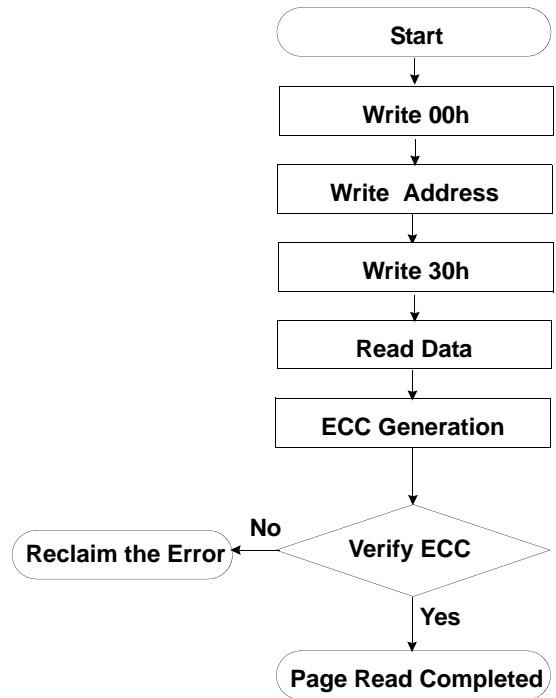 Start
Write 00h
Write Address
Write 30h
Read Data
ECC Generation
No
Reclaim the Error
Verify ECC
Yes
Page Read Completed